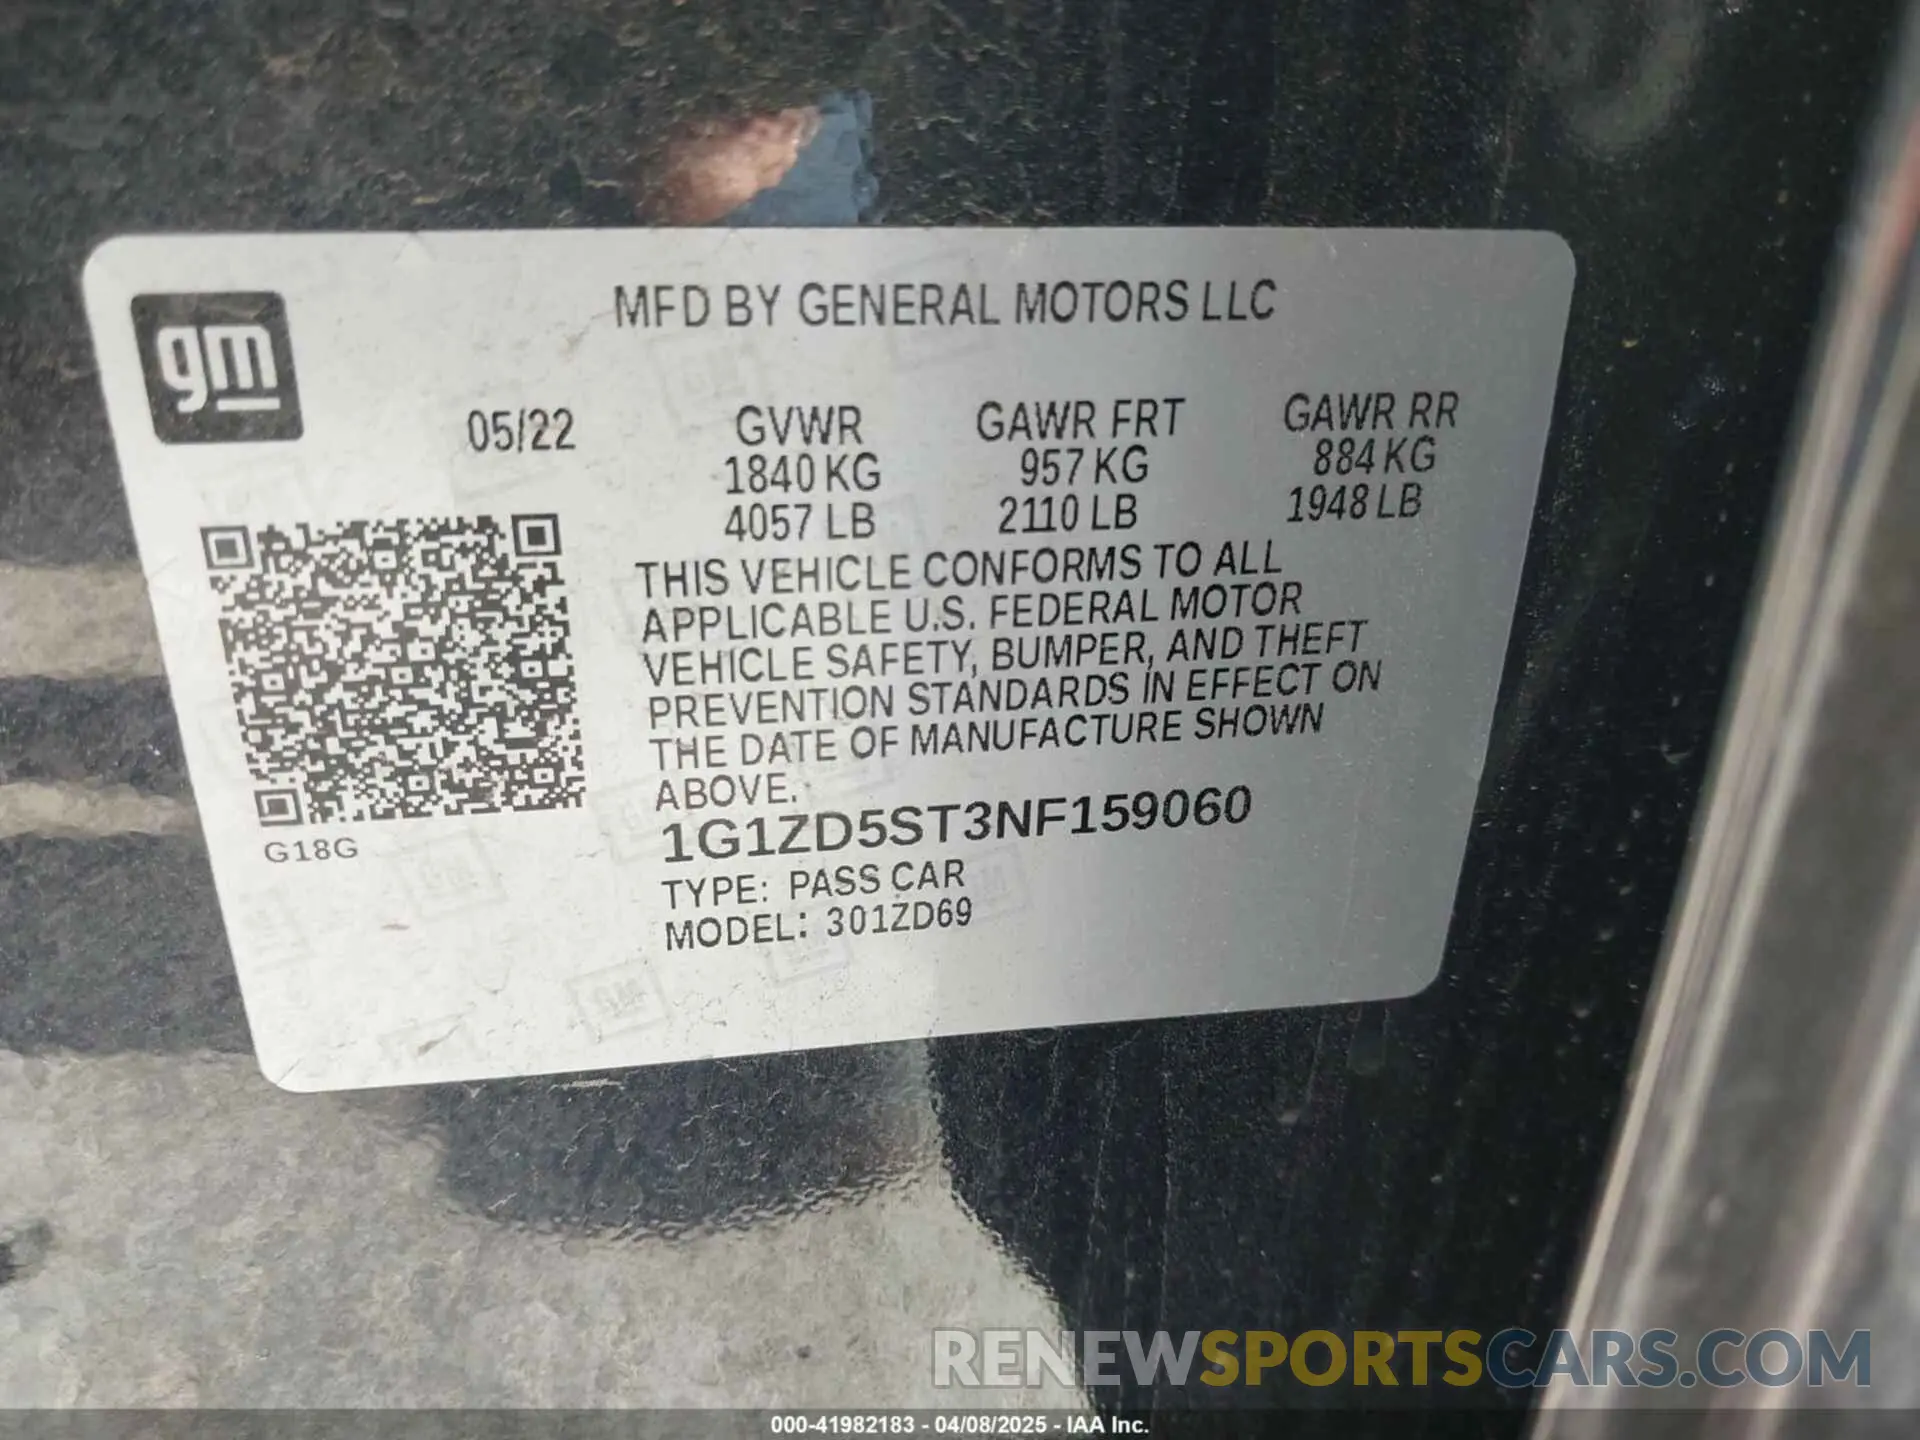 gm
MFD BY GENERAL MOTORS LLC
05/22
GVWR
1840 KG
4057 LB
GAWR FRT
957 KG
2110 LB
GAWR RR
884 KG
1948 LB
THIS VEHICLE CONFORMS TO ALL
APPLICABLE U.S. FEDERAL MOTOR
VEHICLE SAFETY, BUMPER, AND THEFT
PREVENTION STANDARDS IN EFFECT ON
THE DATE OF MANUFACTURE SHOWN
ABOVE.
1G1ZD5ST3NF159060
TYPE: PASS CAR
MODEL: 301ZD69
G18G
RENEWSPORTSCARS.COM
000-41982183 - 04/08/2025 - IAA Inc.